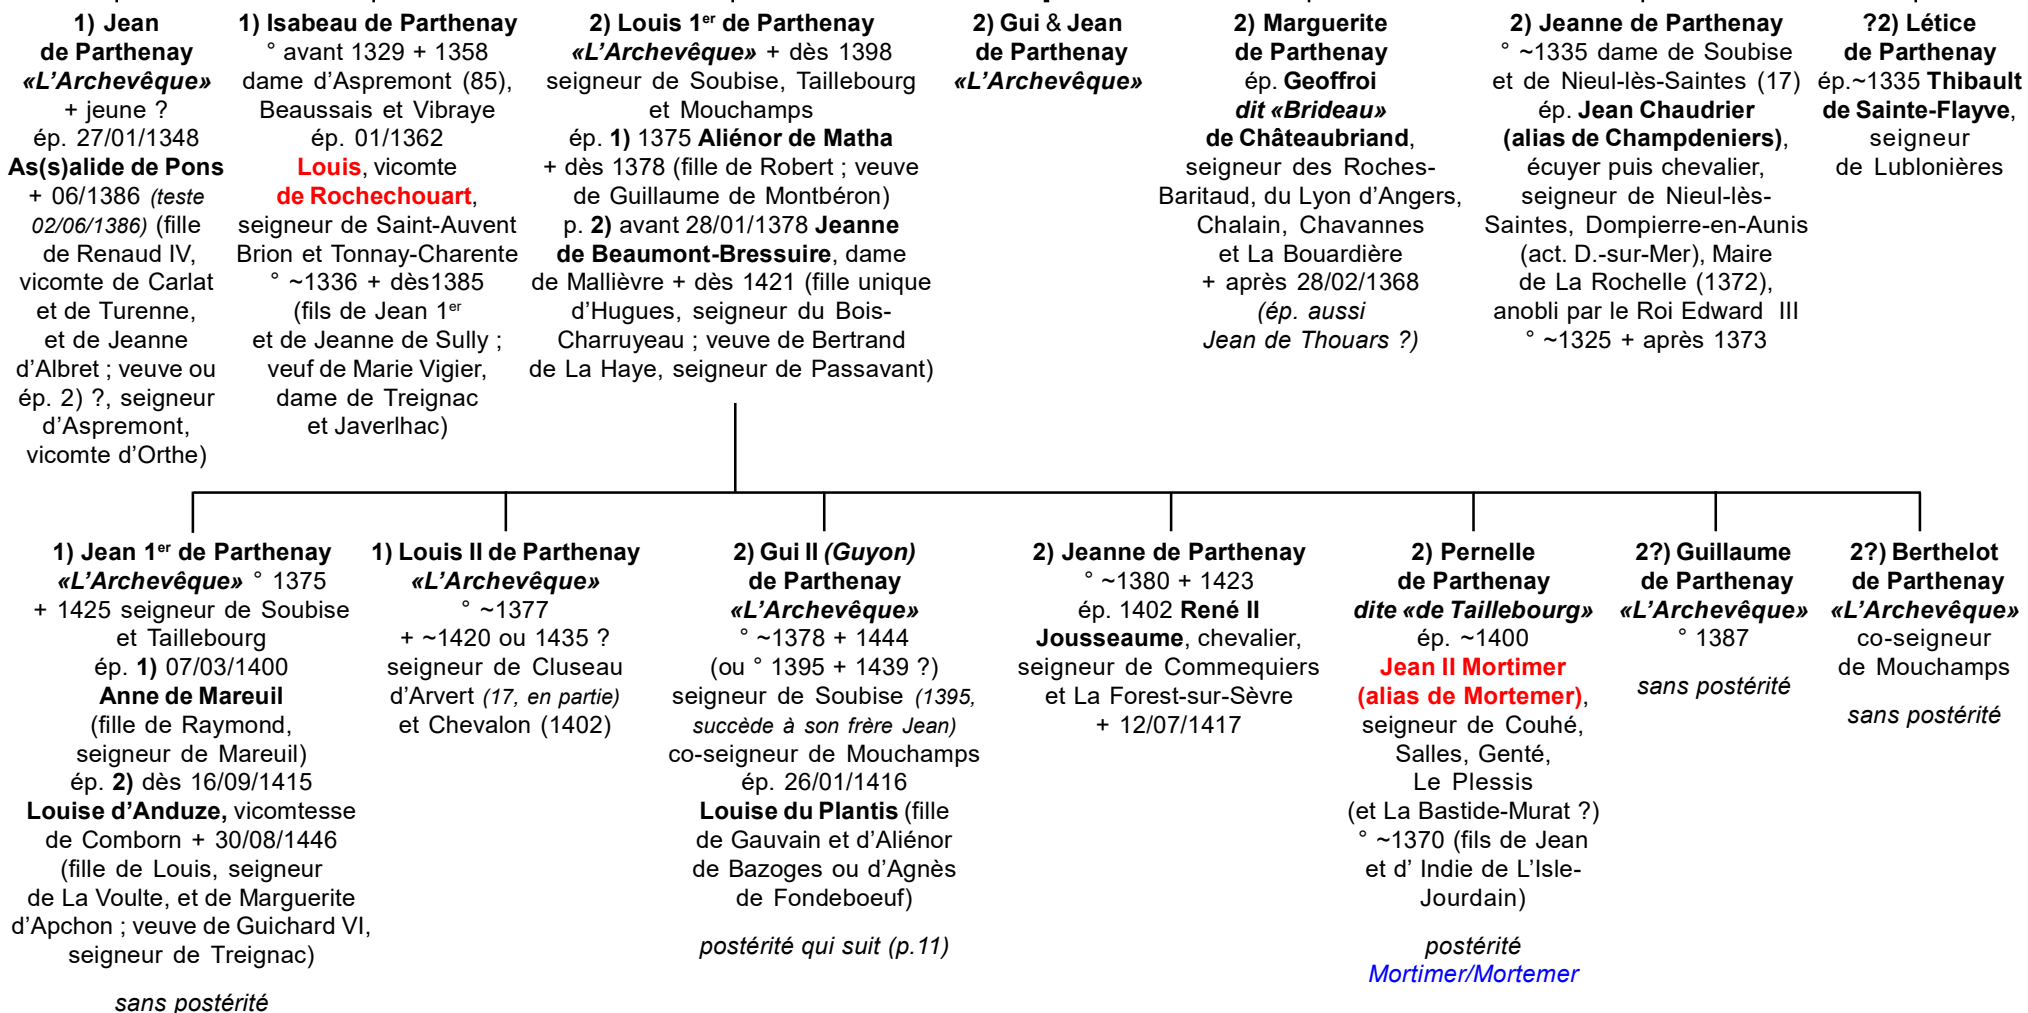 1) Jean
de Parthenay
«L’Archevêque»
+ jeune ?
ép. 27/01/1348
As(s)alide de Pons
+ 06/1386 (teste
02/06/1386) (fille
de Renaud IV,
vicomte de Carlat
et de Turenne,
et de Jeanne
d’Albret ; veuve ou
ép. 2) ?, seigneur
d’Aspremont,
vicomte d’Orthe)
1) Isabeau de Parthenay
° avant 1329 + 1358
dame d’Aspremont (85),
Beaussais et Vibraye
ép. 01/1362
Louis, vicomte
de Rochechouart,
seigneur de Saint-Auvent
Brion et Tonnay-Charente
° ~1336 + dès1385
(fils de Jean 1er
et de Jeanne de Sully ;
veuf de Marie Vigier,
dame de Treignac
et Javerlhac)
2) Louis 1er de Parthenay
«L’Archevêque» + dès 1398
seigneur de Soubise, Taillebourg
et Mouchamps
ép. 1) 1375 Aliénor de Matha
+ dès 1378 (fille de Robert ; veuve
de Guillaume de Montbéron)
p. 2) avant 28/01/1378 Jeanne
de Beaumont-Bressuire, dame
de Mallièvre + dès 1421 (fille unique
d’Hugues, seigneur du Bois-
Charruyeau ; veuve de Bertrand
de La Haye, seigneur de Passavant)
2) Gui & Jean
de Parthenay
«L’Archevêque»
2) Marguerite
de Parthenay
ép. Geoffroi
dit «Brideau»
de Châteaubriand,
seigneur des Roches-
Baritaud, du Lyon d’Angers,
Chalain, Chavannes
et La Bouardière
+ après 28/02/1368
(ép. aussi
Jean de Thouars ?)
2) Jeanne de Parthenay
° ~1335 dame de Soubise
et de Nieul-lès-Saintes (17)
ép. Jean Chaudrier
(alias de Champdeniers),
écuyer puis chevalier,
seigneur de Nieul-lès-
Saintes, Dompierre-en-Aunis
(act. D.-sur-Mer), Maire
de La Rochelle (1372),
anobli par le Roi Edward III
° ~1325 + après 1373
?2) Létice
de Parthenay
ép.~1335 Thibault
de Sainte-Flayve,
seigneur
de Lublonières
1) Jean 1er de Parthenay
«L’Archevêque» ° 1375
+ 1425 seigneur de Soubise
et Taillebourg
ép. 1) 07/03/1400
Anne de Mareuil
(fille de Raymond,
seigneur de Mareuil)
ép. 2) dès 16/09/1415
Louise d’Anduze, vicomtesse
de Comborn + 30/08/1446
(fille de Louis, seigneur
de La Voulte, et de Marguerite
d’Apchon ; veuve de Guichard VI,
seigneur de Treignac)
sans postérité
1) Louis II de Parthenay
«L’Archevêque»
° ~1377
+ ~1420 ou 1435 ?
seigneur de Cluseau
d’Arvert (17, en partie)
et Chevalon (1402)
2) Gui II (Guyon)
de Parthenay
«L’Archevêque»
° ~1378 + 1444
(ou ° 1395 + 1439 ?)
seigneur de Soubise (1395,
succède à son frère Jean)
co-seigneur de Mouchamps
ép. 26/01/1416
Louise du Plantis (fille
de Gauvain et d’Aliénor
de Bazoges ou d’Agnès
de Fondeboeuf)
postérité qui suit (p.11)
2) Jeanne de Parthenay
° ~1380 + 1423
ép. 1402 René II
Jousseaume, chevalier,
seigneur de Commequiers
et La Forest-sur-Sèvre
+ 12/07/1417
2) Pernelle
de Parthenay
dite «de Taillebourg»
ép. ~1400
Jean II Mortimer
(alias de Mortemer),
seigneur de Couhé,
Salles, Genté,
Le Plessis
(et La Bastide-Murat ?)
° ~1370 (fils de Jean
et d’ Indie de L’Isle-
Jourdain)
postérité
Mortimer/Mortemer
2?) Guillaume
de Parthenay
«L’Archevêque»
° 1387
sans postérité
2?) Berthelot
de Parthenay
«L’Archevêque»
co-seigneur
de Mouchamps
sans postérité